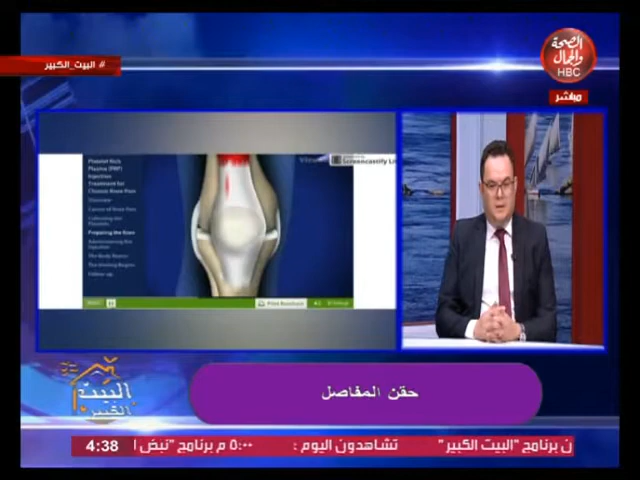 الصحة
والجمال
HBC
مباشر
# البيت_الكبير
Screencastify Lite
Platelet Rich
Plasma (PRP)
Injection
Treatment for
Chronic Knee Pain
Overview
Causes of Knee Pain
Collecting the
Platelets
Preparing the Knee
Administering the
Injection
The Body Reacts
The Healing Begins
Follow-up
Print Handout
البيت
الكبير
حقن المفاصل
4:38
ن برنامج "البيت الكبير"
تشاهدون اليوم :
٥:٠٠ م برنامج "نبض ا